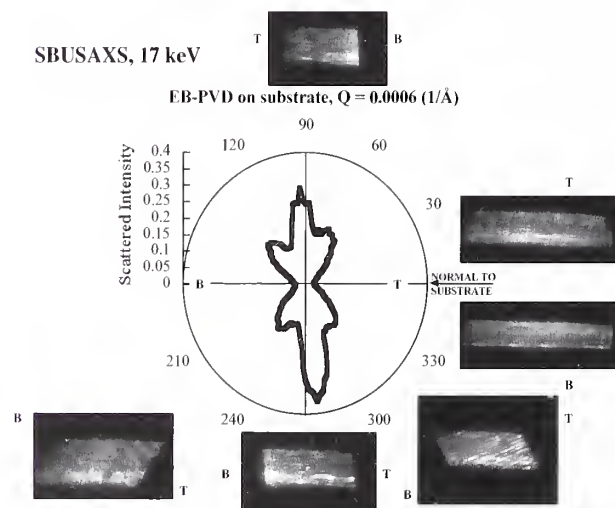 T B
SBUSAXS, 17 keV
EB-PVD on substrate, Q = 0.0006 (1/Å)
90
120 60
0.4
0.35
0.3
0.25
0.2
0.15
0.1
0.05
0
Scattered Intensity
30
T
B T
NORMAL TO
SUBSTRATE
210 330
B
240 300
B
T
B T
T
B